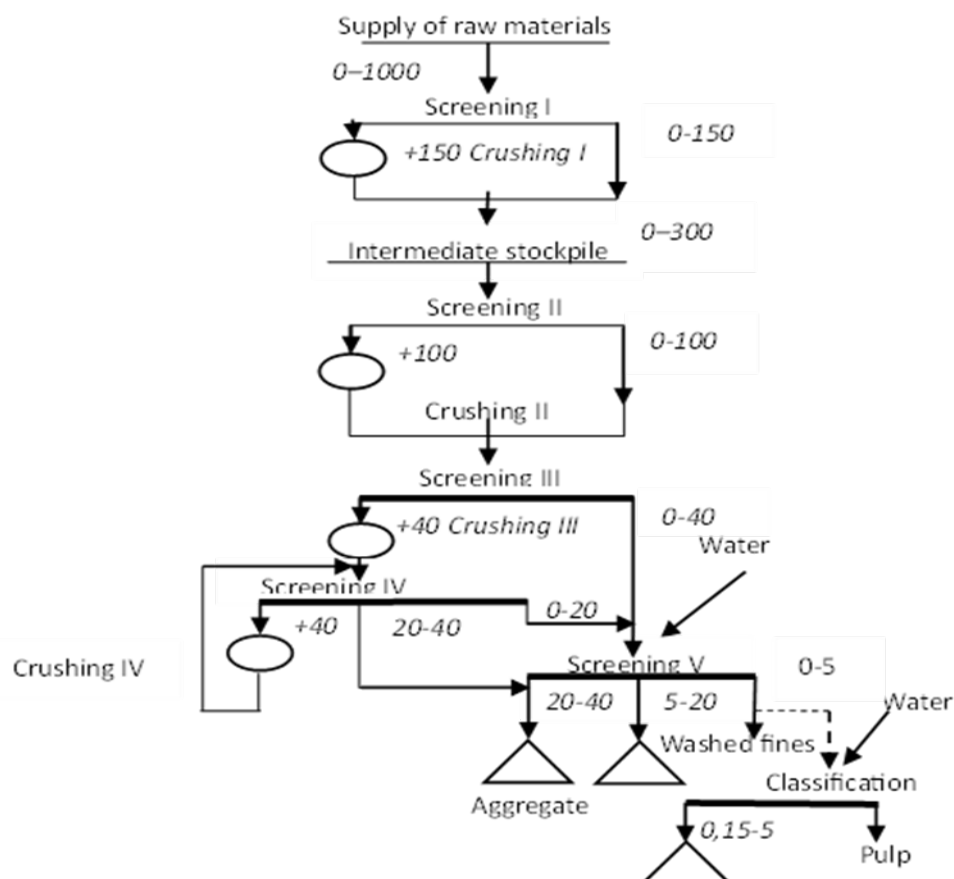 Supply of raw materials
0–1000
Screening I
0-150
+150 Crushing I
0–300
Intermediate stockpile
Screening II
0-100
+100
Crushing II
Screening III
0-40
+40 Crushing III
Water
Screening IV
0-20
+40
20-40
Crushing IV
Screening V
0-5
20-40
5-20
Water
Washed fines
Classification
Aggregate
0,15-5
Pulp